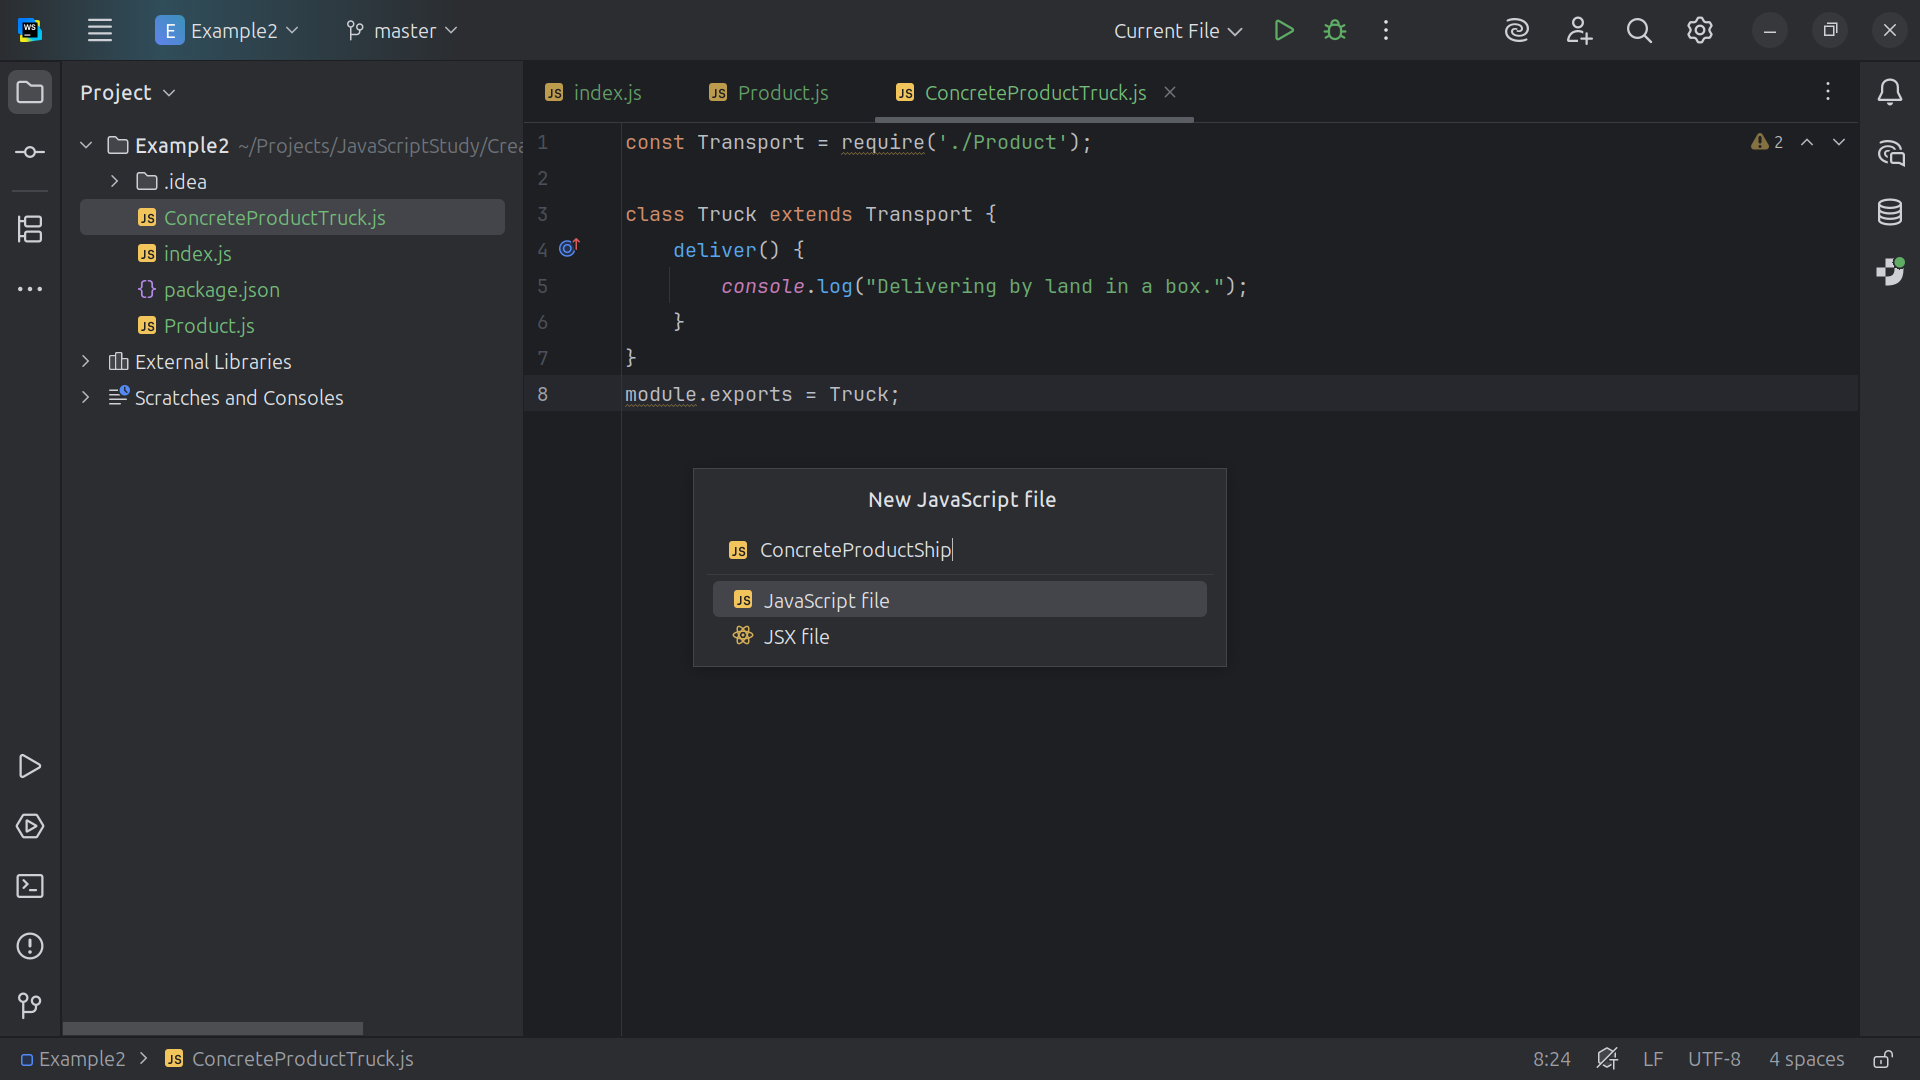 WS
E Example2
master
Current File
Project
JS index.js
JS Product.js
JS ConcreteProductTruck.js
Example2 ~/Projects/JavaScriptStudy/Crea
.idea
JS ConcreteProductTruck.js
JS index.js
{} package.json
JS Product.js
External Libraries
Scratches and Consoles
1 const Transport = require('./Product');
2
3 class Truck extends Transport {
4 deliver() {
5 console.log("Delivering by land in a box.");
6 }
7 }
8 module.exports = Truck;
2
New JavaScript file
JS ConcreteProductShip
JS JavaScript file
JSX file
Example2
JS ConcreteProductTruck.js
8:24
LF
UTF-8
4 spaces